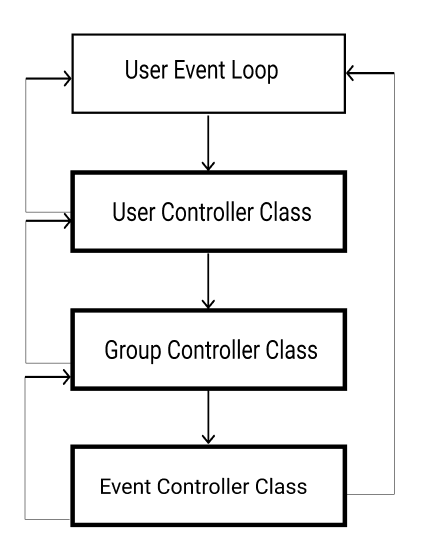 User Event Loop
User Controller Class
Group Controller Class
Event Controller Class